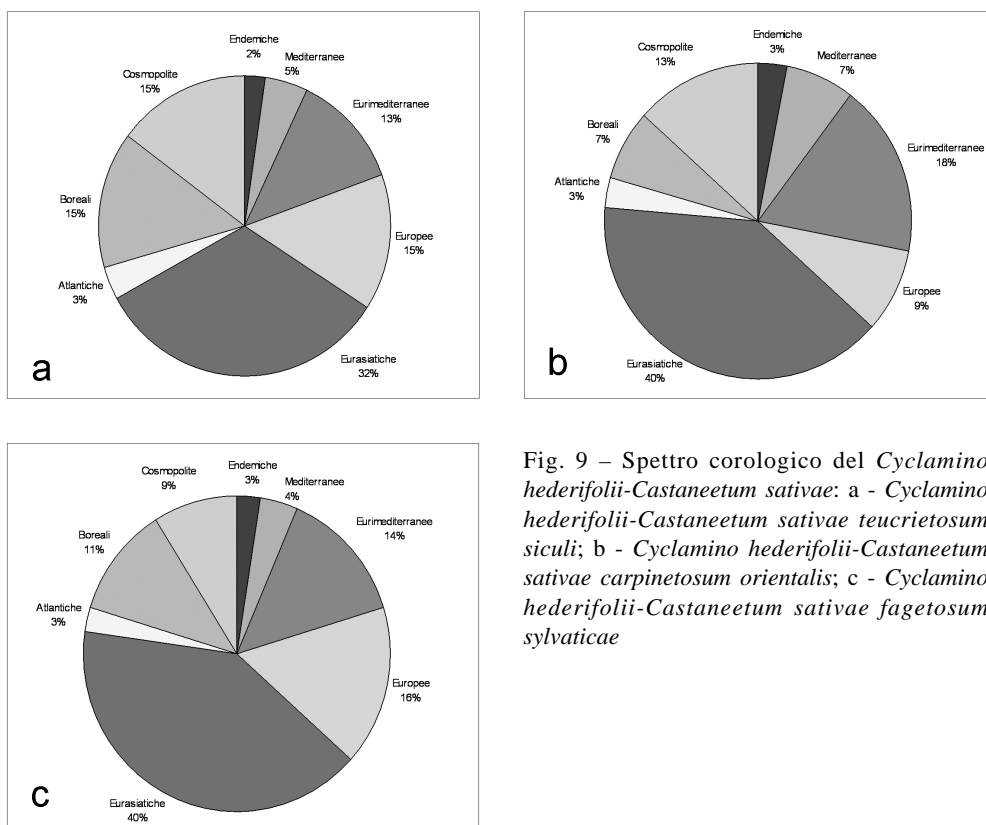 Endemiche
2%
Mediterranee
5%
Eurimediterranee
13%
Europee
15%
Eurasiatiche
32%
Atlantiche
3%
Boreali
15%
Cosmopolite
15%
a
Endemiche
3%
Mediterranee
7%
Eurimediterranee
18%
Europee
9%
Eurasiatiche
40%
Atlantiche
3%
Boreali
7%
Cosmopolite
13%
b
Endemiche
3%
Mediterranee
4%
Eurimediterranee
14%
Europee
16%
Eurasiatiche
40%
Atlantiche
3%
Boreali
11%
Cosmopolite
9%
c
Fig. 9 – Spettro corologico del Cyclamino
hederifolii-Castaneetum sativae: a - Cyclamino
hederifolii-Castaneetum sativae teucrietosum
siculi; b - Cyclamino hederifolii-Castaneetum
sativae carpinetosum orientalis; c - Cyclamino
hederifolii-Castaneetum sativae fagetosum
sylvaticae